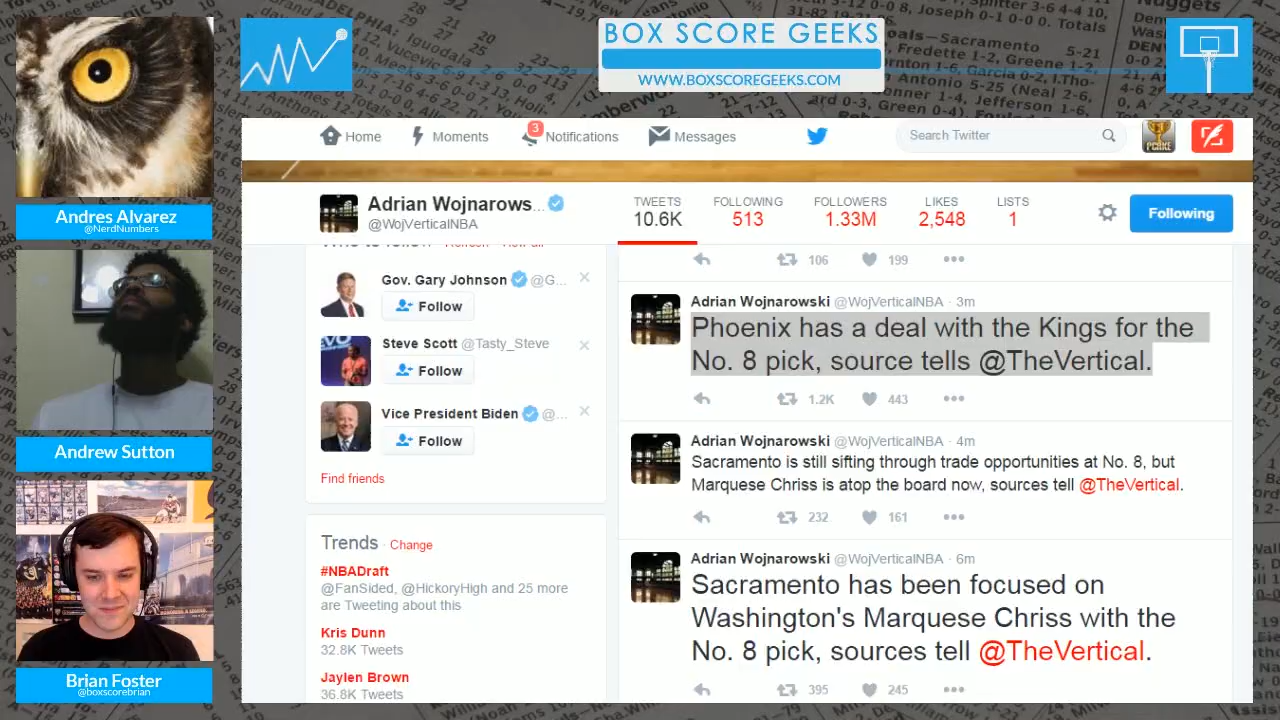 BOX SCORE GEEKS
WWW.BOXSCOREGEEKS.COM
Andres Alvarez
@NerdNumbers
Andrew Sutton
Brian Foster
@boxscorebrian
Home
Moments
3
Notifications
Messages
Search Twitter
Adrian Wojnarows...
@WojVerticalNBA
TWEETS
10.6K
FOLLOWING
513
FOLLOWERS
1.33M
LIKES
2,548
LISTS
1
Following
Gov. Gary Johnson @G...
Follow
Steve Scott @Tasty_Steve
Follow
Vice President Biden @...
Follow
Find friends
Trends · Change
#NBADraft
@FanSided, @HickoryHigh and 25 more
are Tweeting about this
Kris Dunn
32.8K Tweets
Jaylen Brown
36.8K Tweets
106 199
Adrian Wojnarowski @WojVerticalNBA · 3m
Phoenix has a deal with the Kings for the
No. 8 pick, source tells @TheVertical.
1.2K 443
Adrian Wojnarowski @WojVerticalNBA · 4m
Sacramento is still sifting through trade opportunities at No. 8, but
Marquese Chriss is atop the board now, sources tell @TheVertical.
232 161
Adrian Wojnarowski @WojVerticalNBA · 6m
Sacramento has been focused on
Washington's Marquese Chriss with the
No. 8 pick, sources tell @TheVertical.
395 245